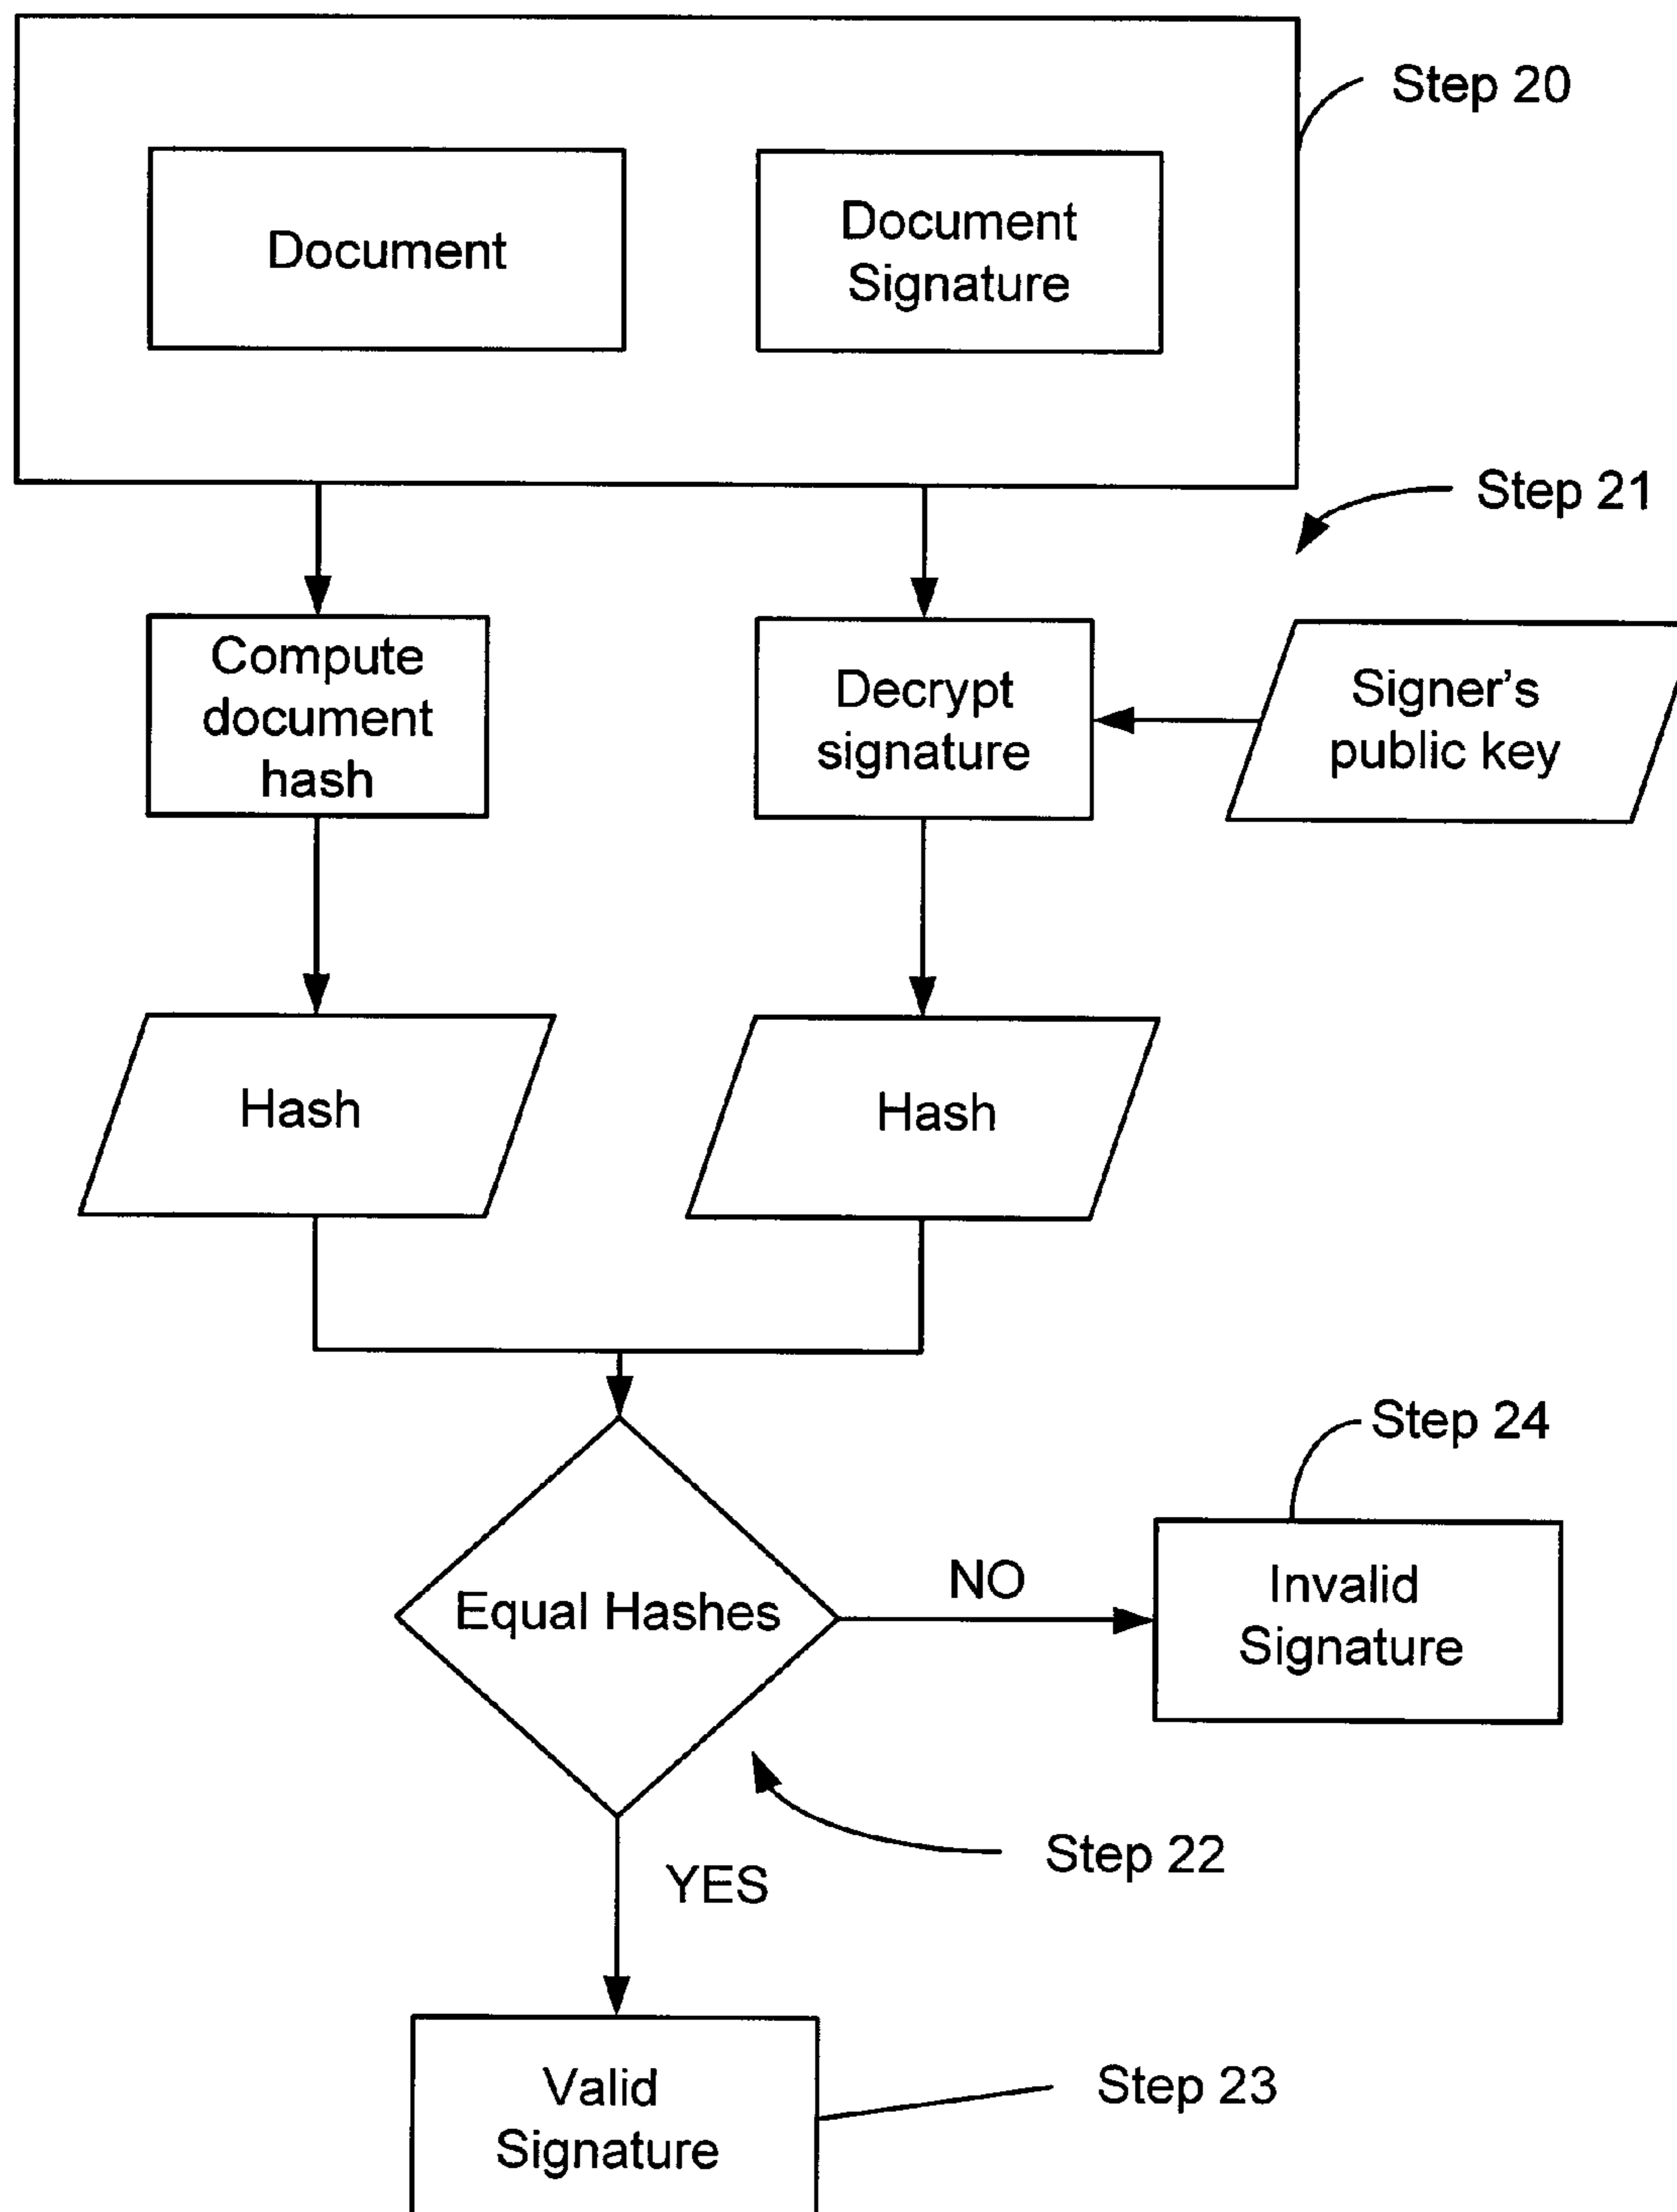 Step 20
Document
Document
Signature
Step 21
Compute
document
hash
Decrypt
signature
Signer's
public key
Hash
Hash
Step 24
Equal Hashes
NO
Invalid
Signature
Step 22
YES
Valid
Signature
Step 23